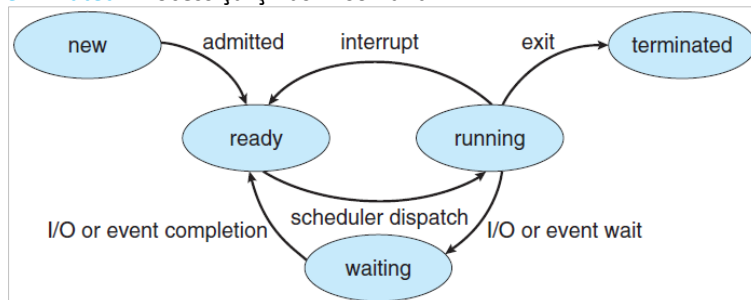 new
admitted
interrupt
exit
terminated
ready
running
I/O or event completion
scheduler dispatch
I/O or event wait
waiting